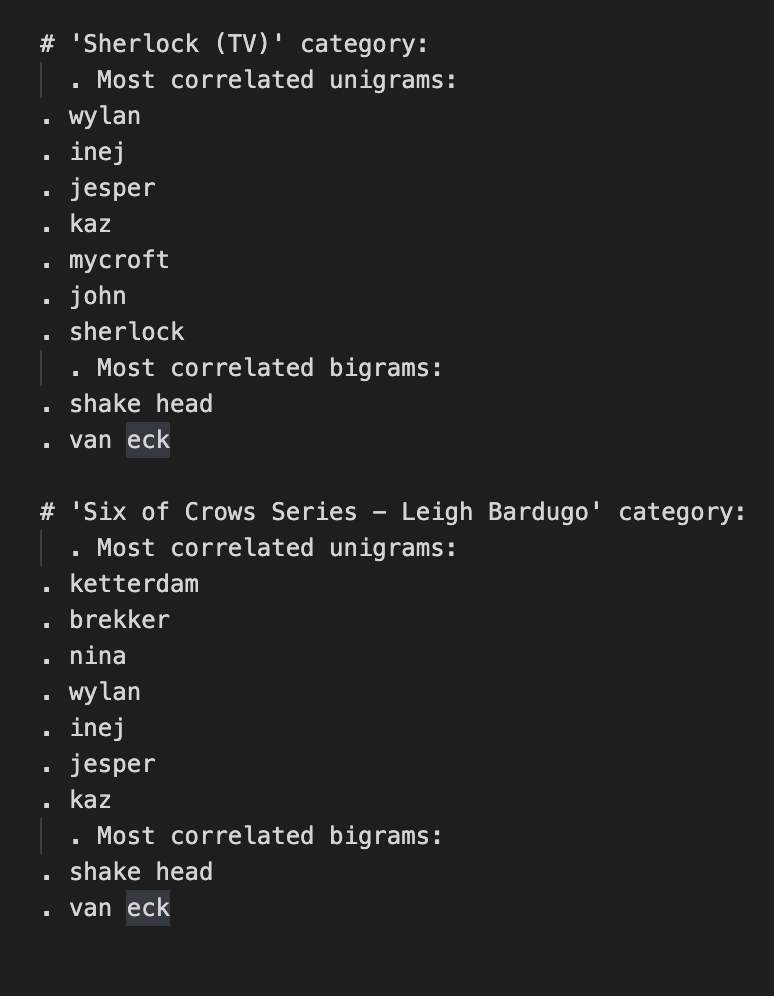 # 'Sherlock (TV)' category:
. Most correlated unigrams:
. wylan
. inej
. jesper
. kaz
. mycroft
. john
. sherlock
. Most correlated bigrams:
. shake head
. van eck
# 'Six of Crows Series - Leigh Bardugo' category:
. Most correlated unigrams:
. ketterdam
. brekker
. nina
. wylan
. inej
. jesper
. kaz
. Most correlated bigrams:
. shake head
. van eck